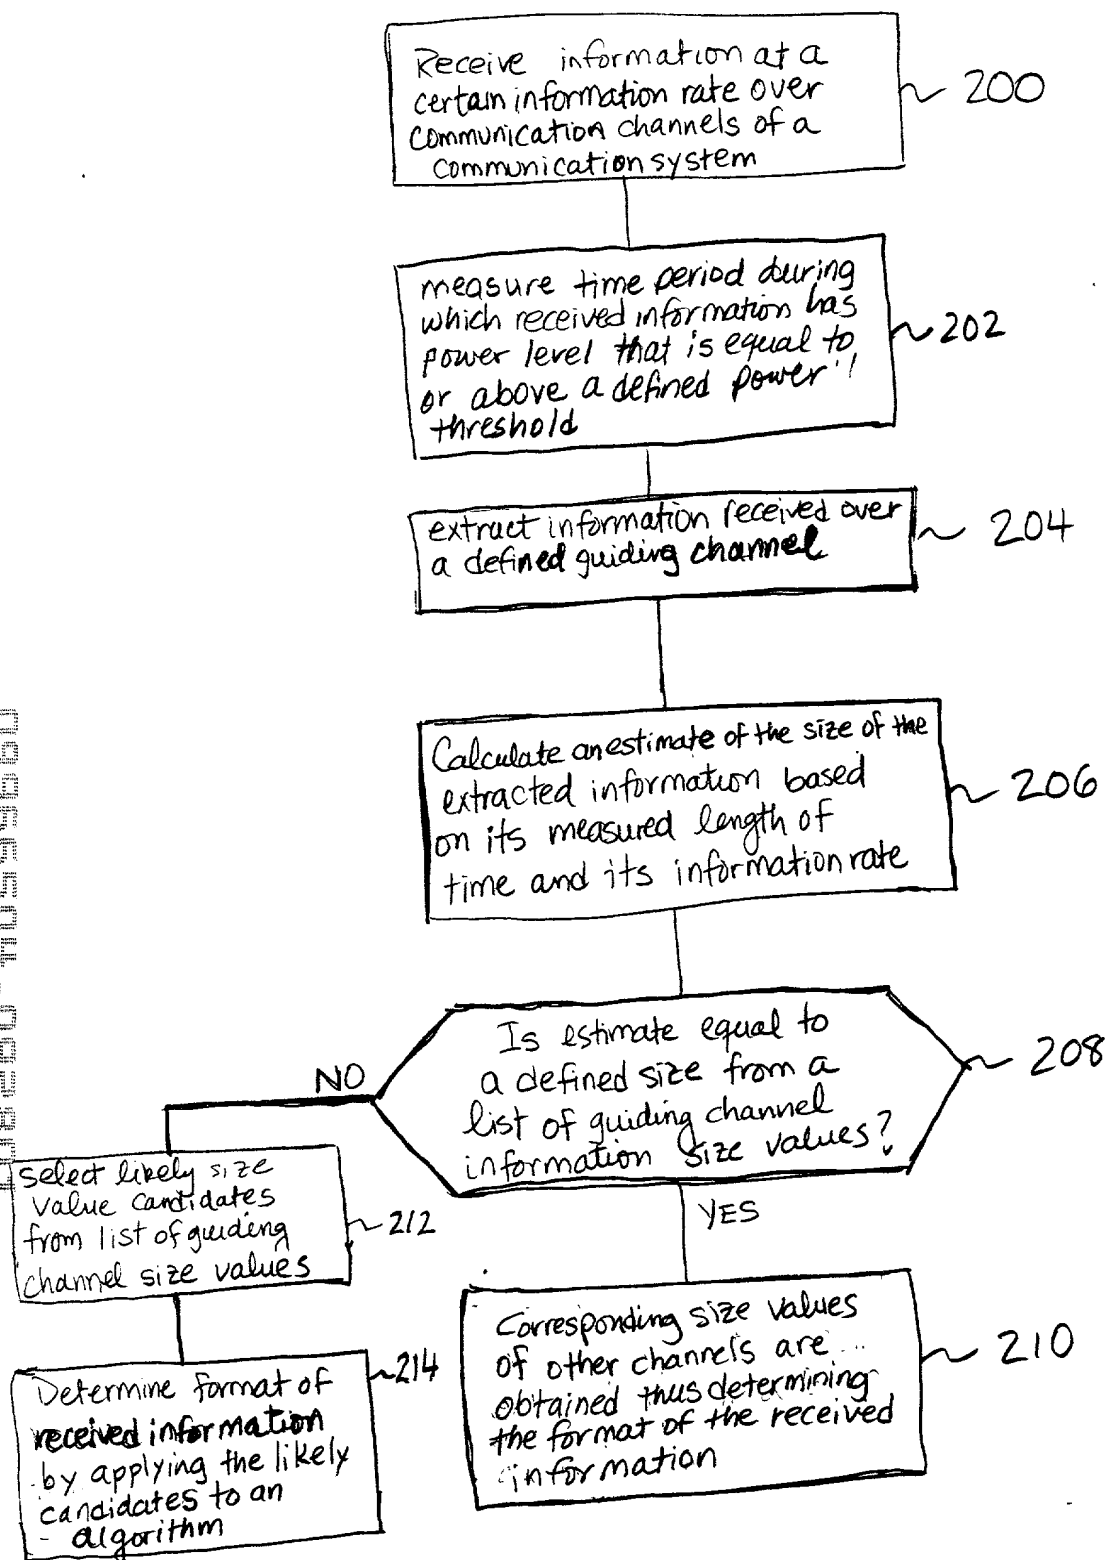 Receive information at a
certain information rate over
communication channels of a
communication system
200
measure time period during
which received information has
power level that is equal to
or above a defined power
threshold
202
extract information received over
a defined guiding channel
204
Calculate an estimate of the size of the
extracted information based
on its measured length of
time and its information rate
206
Is estimate equal to
a defined size from a
list of guiding channel
information size values?
208
NO
YES
select likely size
value candidates
from list of guiding
channel size values
212
Corresponding size values
of other channels are
obtained thus determining
the format of the received
information
210
Determine format of
received information
by applying the likely
candidates to an
algorithm
214